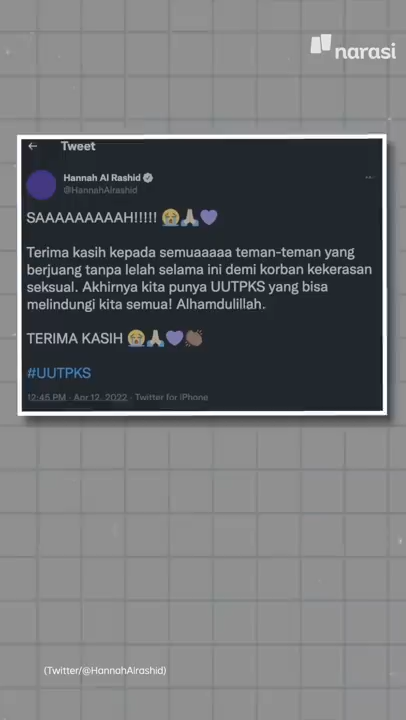 narasi
Tweet
Hannah Al Rashid
@HannahAlrashid
SAAAAAAAAAH!!!!! 😭🙏🏼💜
Terima kasih kepada semuaaaaa teman-teman yang
berjuang tanpa lelah selama ini demi korban kekerasan
seksual. Akhirnya kita punya UUTPKS yang bisa
melindungi kita semua! Alhamdulillah.
TERIMA KASIH 😭🙏🏼💜👏🏽
#UUTPKS
12:45 PM · Apr 12, 2022 · Twitter for iPhone
(Twitter/@HannahAirashid)